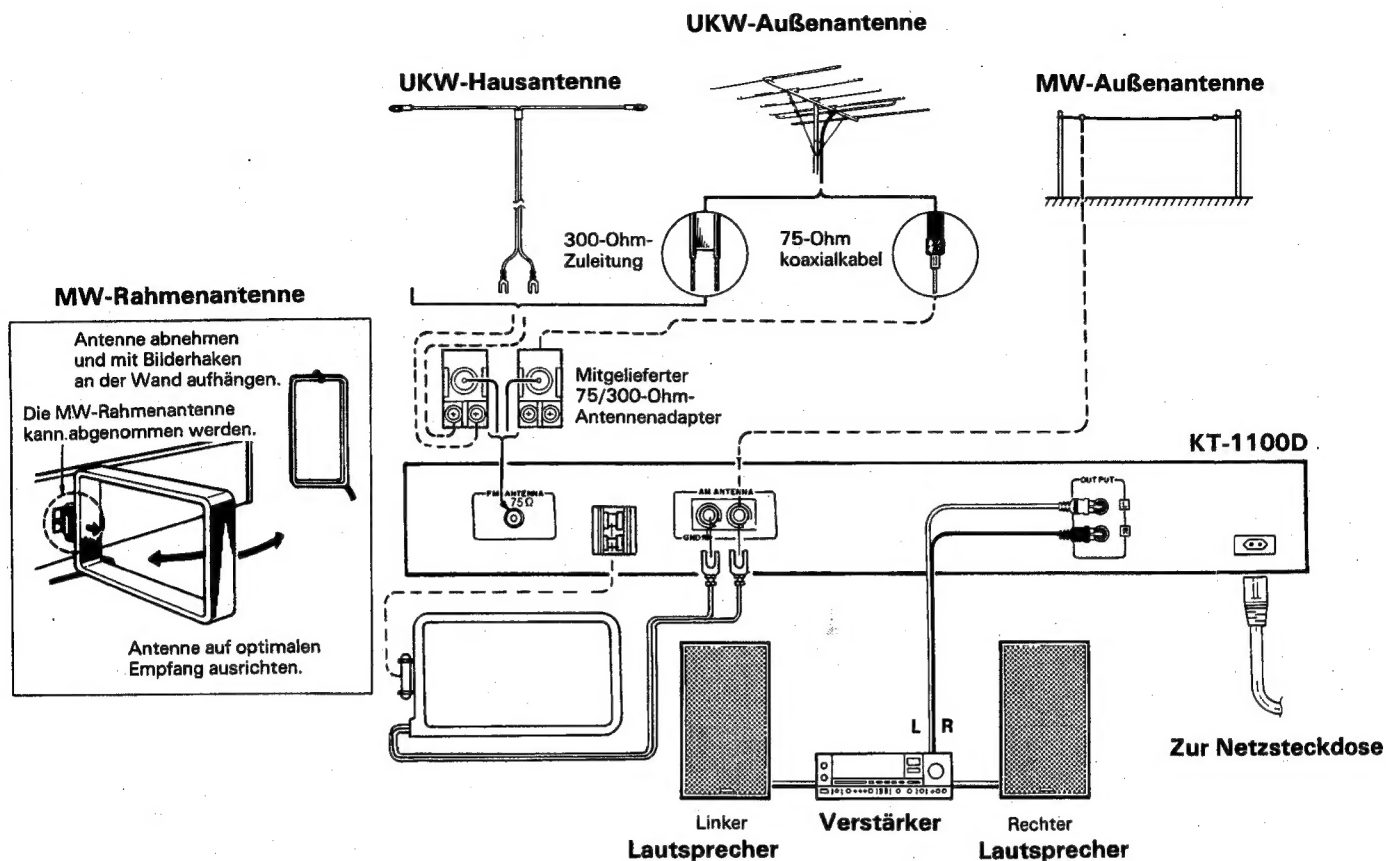 UKW-Außenantenne
UKW-Hausantenne
MW-Außenantenne
300-Ohm-
Zuleitung
75-Ohm
koaxialkabel
MW-Rahmenantenne
Antenne abnehmen
und mit Bilderhaken
an der Wand aufhängen.
Die MW-Rahmenantenne
kann abgenommen werden.
Antenne auf optimalen
Empfang ausrichten.
Mitgelieferter
75/300-Ohm-
Antennenadapter
KT-1100D
FM ANTENNA
75Ω
AM ANTENNA
GND
OUTPUT
L
R
L R
Zur Netzsteckdose
Linker
Lautsprecher
Verstärker
Rechter
Lautsprecher